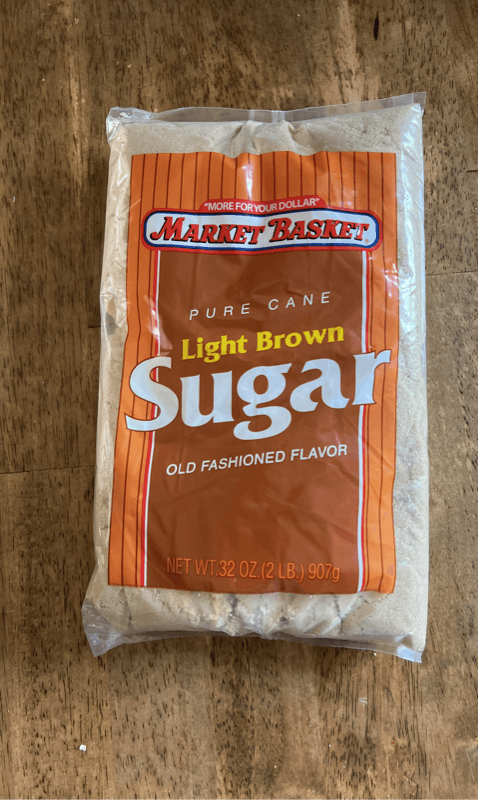 "MORE FOR YOUR DOLLAR"
MARKET BASKET®
PURE CANE
Light Brown
Sugar
OLD FASHIONED FLAVOR
NET WT.32 OZ.(2 LB.) 907g